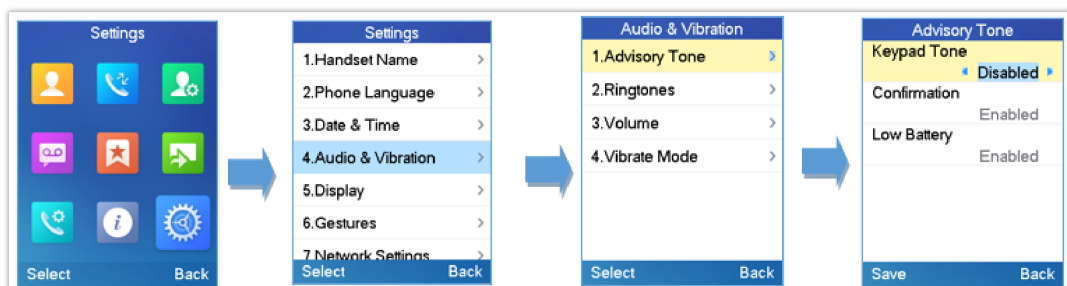 Settings
Select Back
Settings
1.Handset Name
2.Phone Language
3.Date & Time
4.Audio & Vibration
5.Display
6.Gestures
7.Network Settings
Select Back
Audio & Vibration
1.Advisory Tone
2.Ringtones
3.Volume
4.Vibrate Mode
Select Back
Advisory Tone
Keypad Tone
Disabled
Confirmation
Enabled
Low Battery
Enabled
Save Back